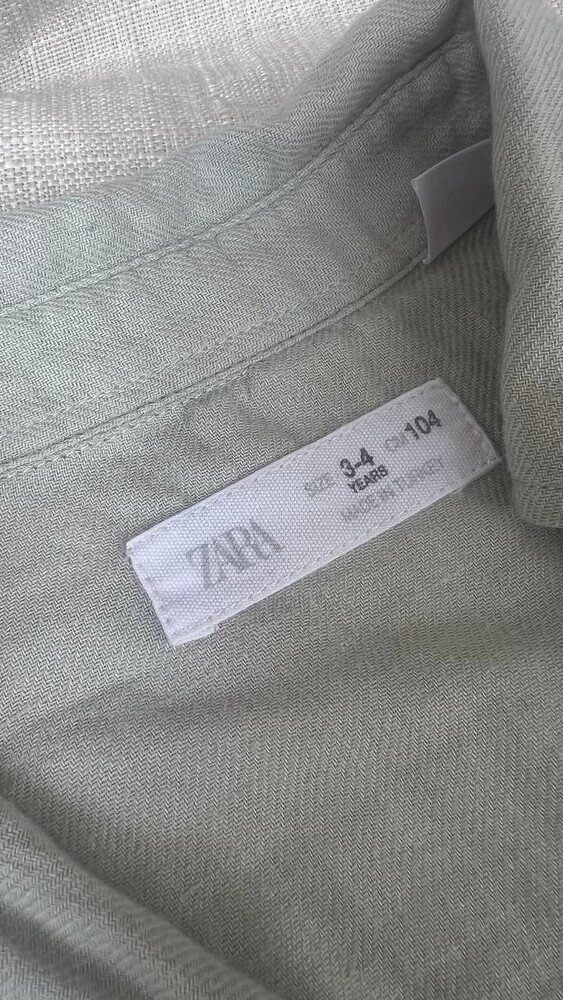 ZARA
SIZE 3-4 CM 104
YEARS
MADE IN TURKEY